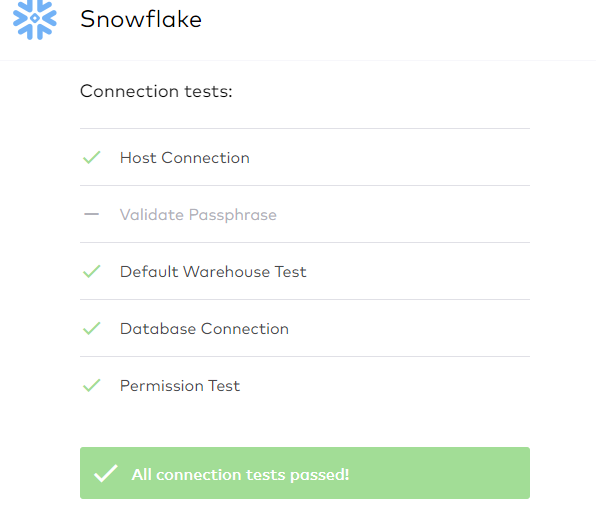 Snowflake
Connection tests:
Host Connection
Validate Passphrase
Default Warehouse Test
Database Connection
Permission Test
All connection tests passed!